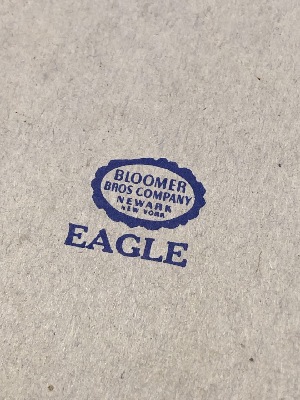 BLOOMER
BROS COMPANY
NEWARK
NEW YORK
EAGLE